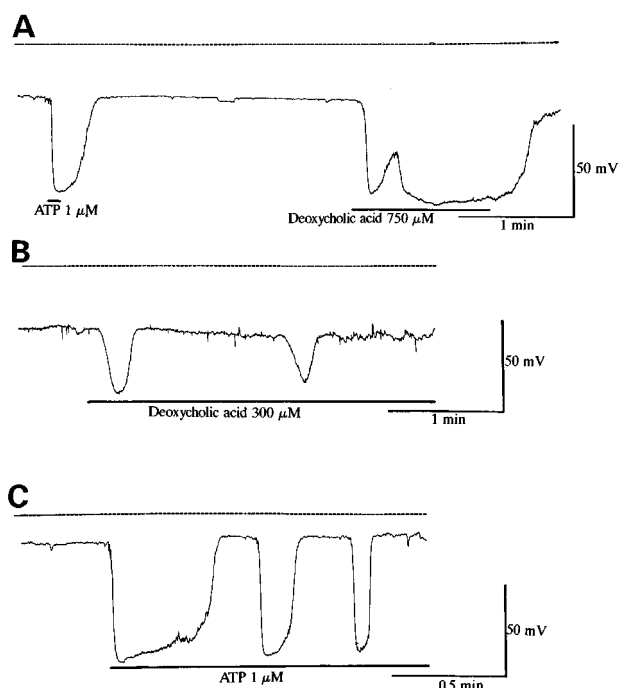 A
50 mV
ATP 1 μM
Deoxycholic acid 750 μM
1 min
B
50 mV
Deoxycholic acid 300 μM
1 min
C
50 mV
ATP 1 μM
0.5 min